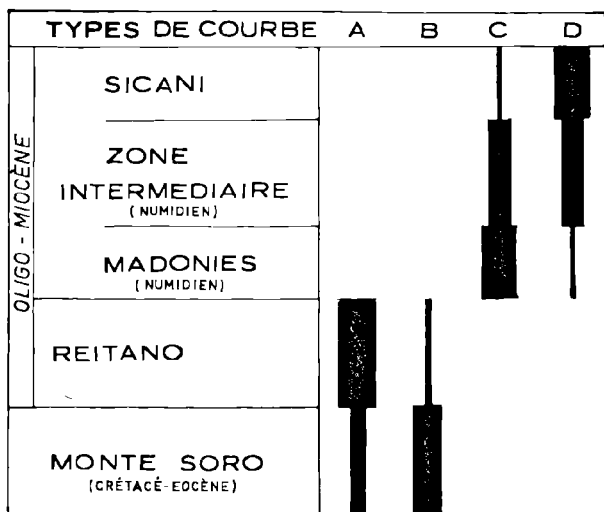 TYPES DE COURBE A B C D
OLIGO - MIOCÈNE
SICANI
ZONE
INTERMEDIAIRE
(NUMIDIEN)
MADONIES
(NUMIDIEN)
REITANO
MONTE SORO
(CRÉTACÉ-EOCÈNE)